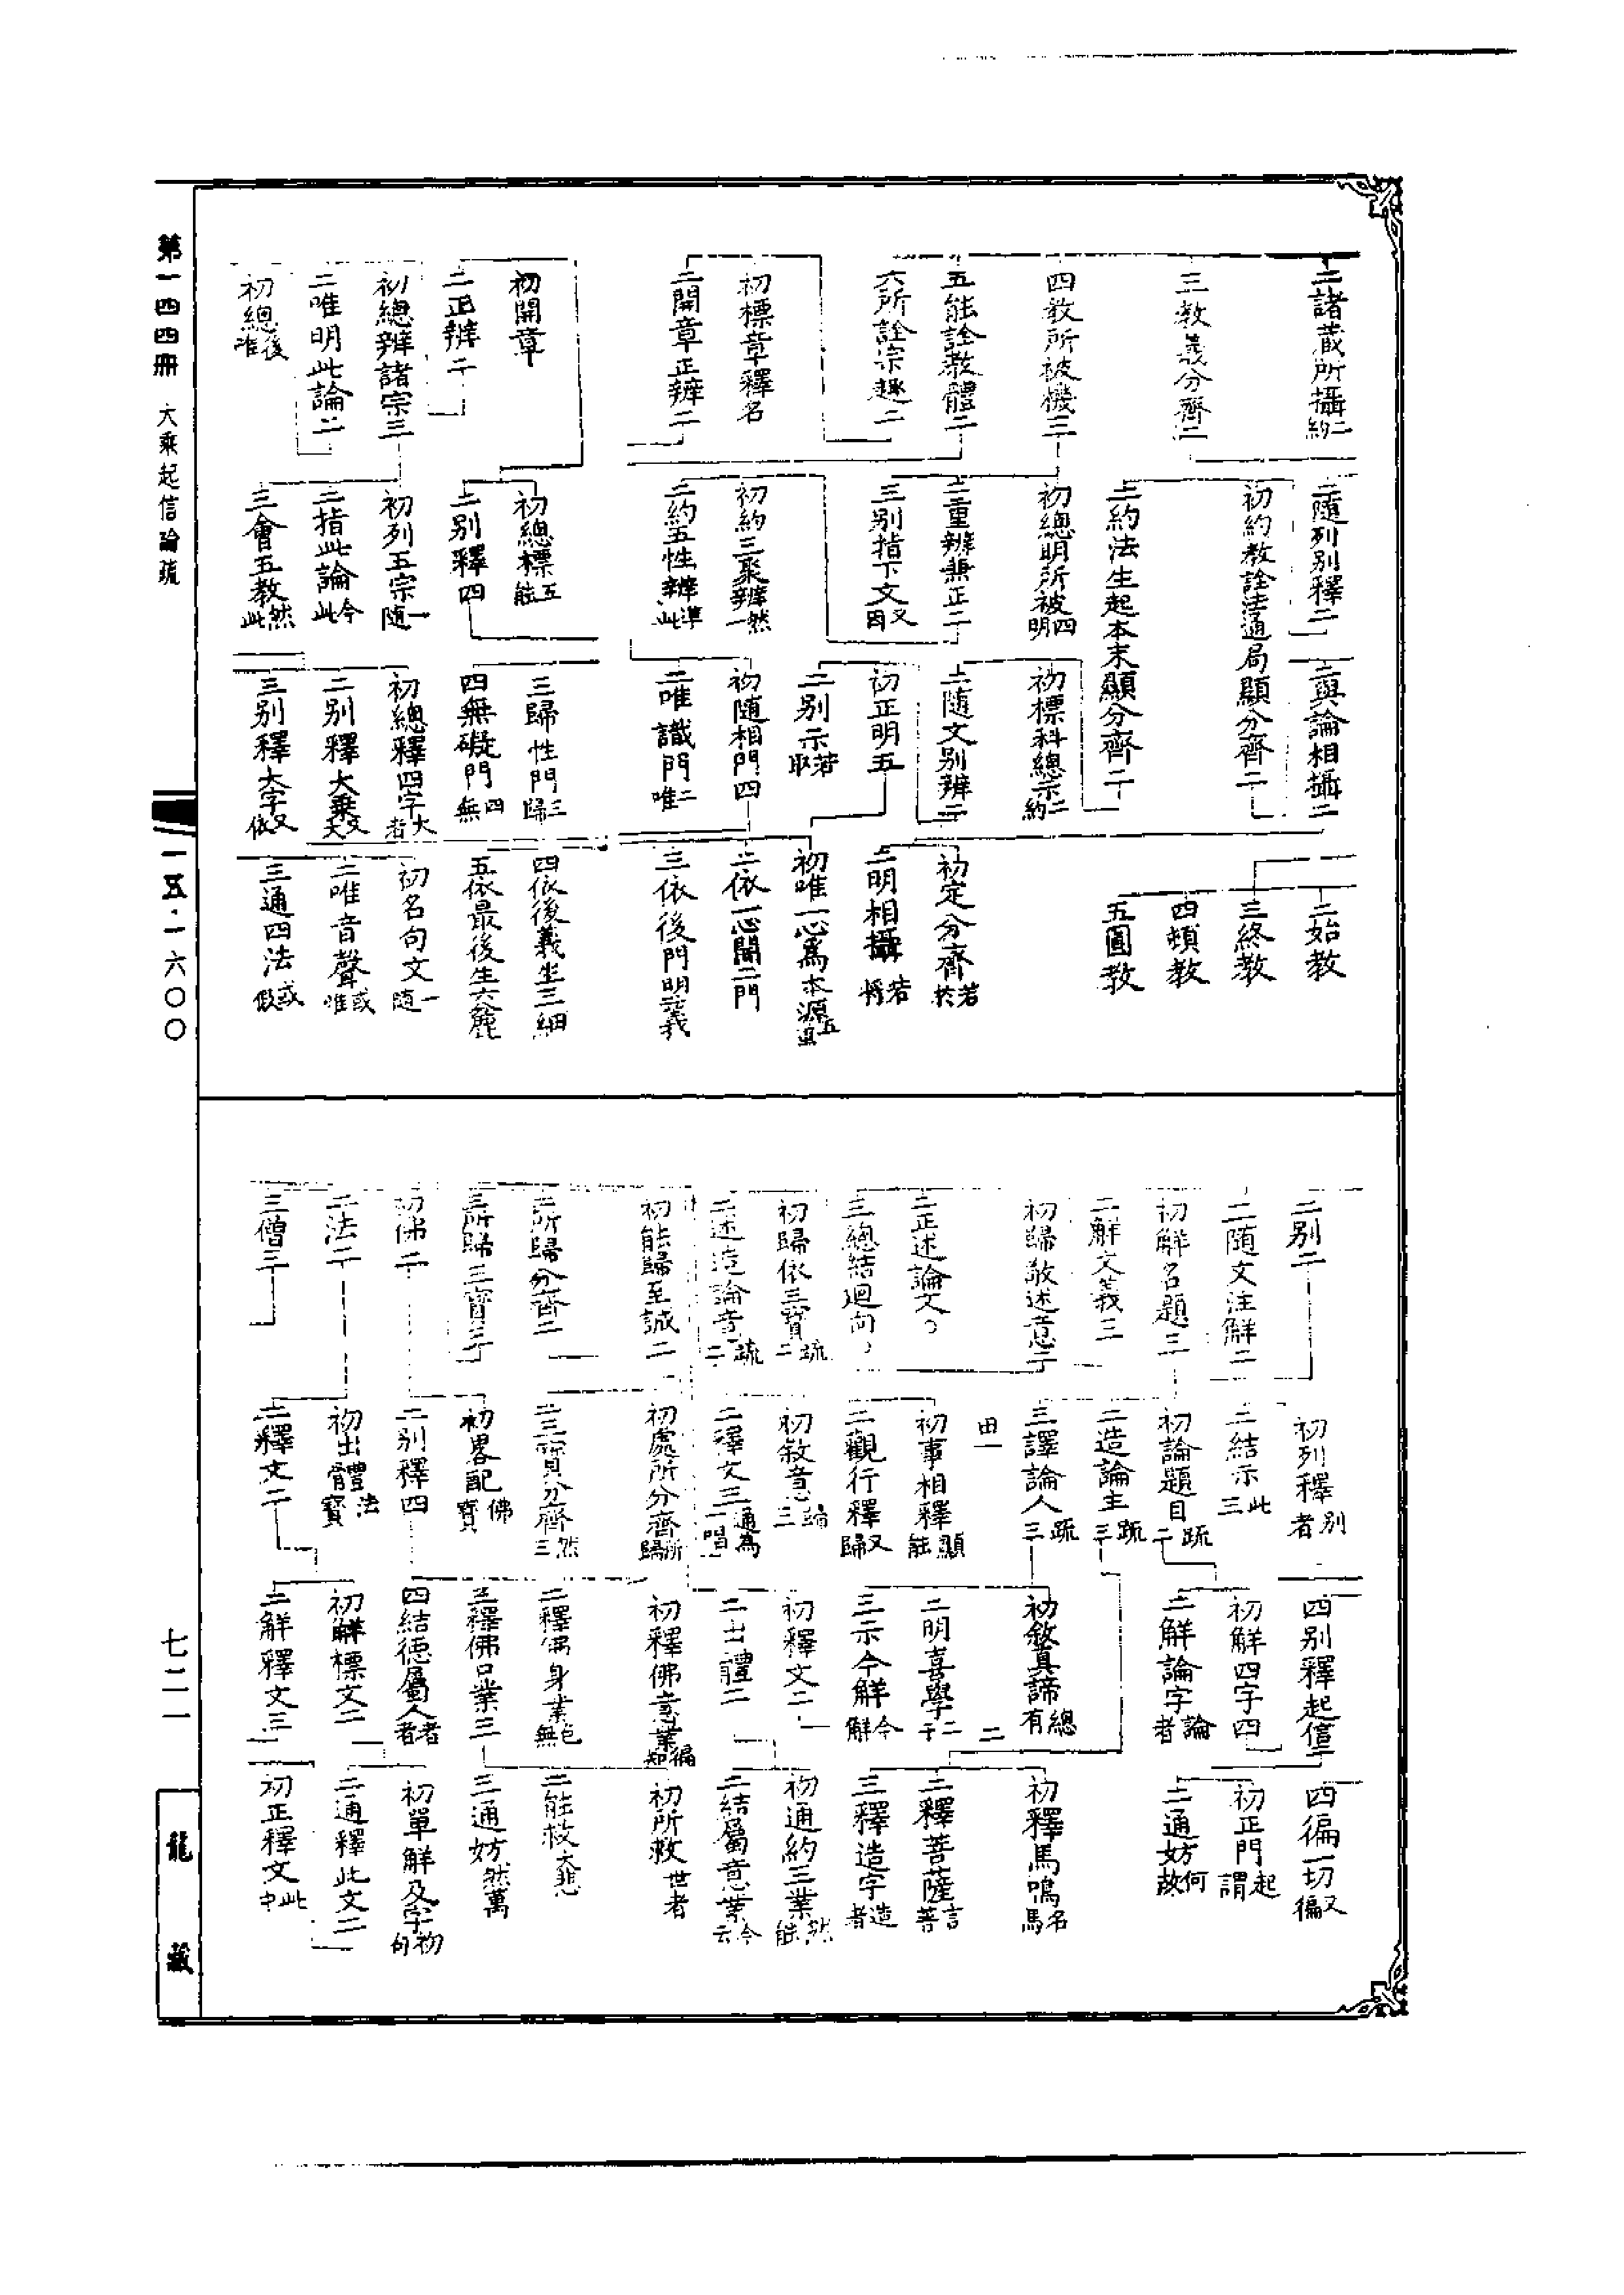 二諸藏所攝二約
三教義分齊二
四教所被機三
五能詮教體二
六所詮宗趣二
初標章釋名
二開章正辨二
初開章
二正辨二
初總辨諸宗三
二唯明此論二
初總後唯
二隨列別釋二
初約教詮法通局顯分齊二
二約法生起本末顯分齊二
初總明所被四明
二重辨兼正二
三別指下文又因
初約三聚辨然一
二約五性辨準此
初總標五能
二別釋四
初列五宗一隨
二指此論今此
三會五教然此
二與論相攝二
初標科總示二約
二隨文別辨二
初正明五
二別示若取
初隨相門四
二唯識門二唯
三歸性門三歸
四無礙門四無
初總釋四字大者
二別釋大乘又大
三別釋大字又依
二始教
三終教
四頓教
五圓教
初定分齊若於
二明相攝若將
初唯一心為本源五
二依一心開二門
三依後門明二義
四依後義生三細
五依最後生六麤
初名句文一隨
二唯音聲或唯
三通四法或假
二別二
二隨文注解二
初解名題三
二解文義三
初歸敬述意二
二正述論文。
三總結迴向。
初歸依三寶疏二
二述造論意疏二
初能歸至誠二
二所歸分齊二
三所歸三寶三
初佛二
二法二
三僧三
初列釋別者
二結示此三
初論題目疏二
二造論主疏三
三譯論人疏三
田一
初事相釋顯能
二觀行釋又歸
初敘意三
二釋文三通為二唱
初處所分齊所歸
二三寶分齊然三
初畧配佛寶
二別釋四
初出體法寶
二釋文二
四別釋起信二
初解四字四
二解論字論者
初敘真諦總有
二
二明喜學二
三示今解今解
初釋文二
二出體二
初釋佛意業徧知
二釋佛身業色無
三釋佛口業三
四結德屬人者者
初解標文二
二解釋文三
四徧一切又徧
初正門起謂
二通妨何故
初釋馬鳴名馬
二釋菩薩言菩
三釋造字造者
初通約三業然能
二結屬意業今云
初所救世者
二能救大悲
三通妨然萬
初單解及字初句
二通釋此文二
初正釋文此中
第一四四冊 大乘起信論疏
一五·一六〇〇
七二一
龍藏